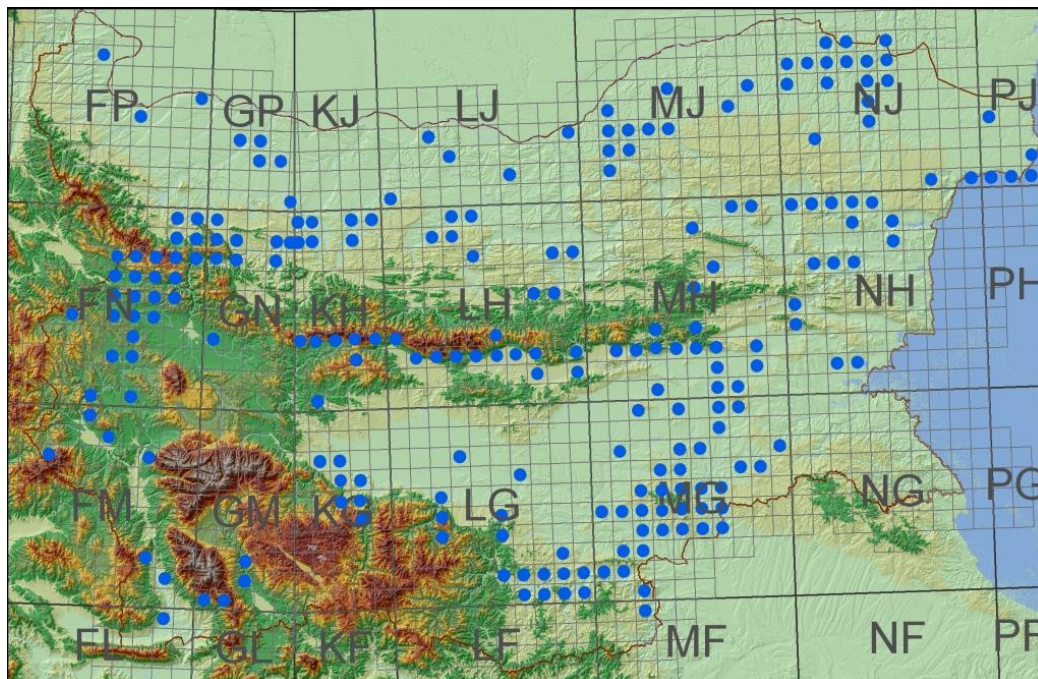 FP GP KJ LJ MJ NJ PJ
FN GN KH LH MH NH PH
FM GM KG LG MG NG PG
FL GL KF LF MF NF PF